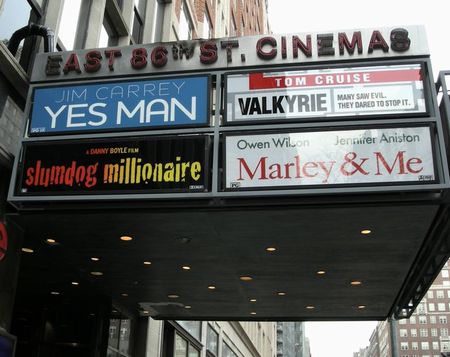 EAST 86TH ST. CINEMAS
JIM CARREY
YES MAN
TOM CRUISE
VALKYRIE
MANY SAW EVIL.
THEY DARED TO STOP IT.
A DANNY BOYLE FILM
slumdog millionaire
Owen Wilson Jennifer Aniston
Marley & Me
PG